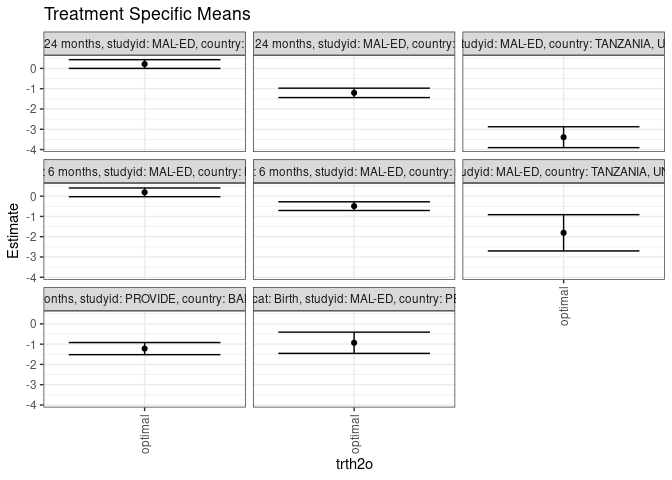 Treatment Specific Means
24 months, studyid: MAL-ED, country:
24 months, studyid: MAL-ED, country:
studyid: MAL-ED, country: TANZANIA, U
0
-1
-2
-3
-4
: 6 months, studyid: MAL-ED, country:
: 6 months, studyid: MAL-ED, country:
udyid: MAL-ED, country: TANZANIA, UN
0
-1
-2
-3
-4
onths, studyid: PROVIDE, country: BA
cat: Birth, studyid: MAL-ED, country: PE
0
-1
-2
-3
-4
optimal
optimal
optimal
Estimate
trth2o